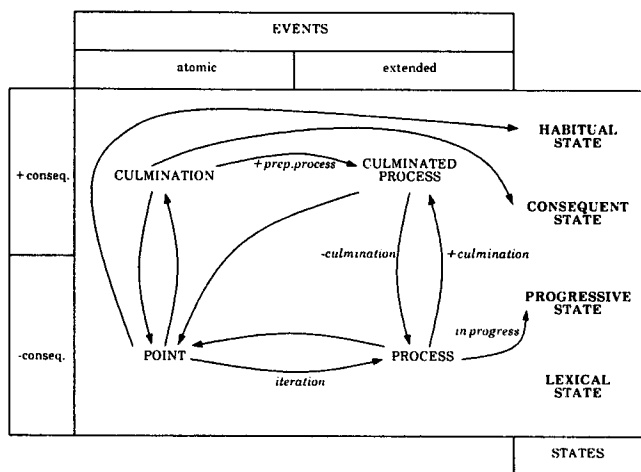 EVENTS
atomic
extended
HABITUAL
STATE
+conseq.
CULMINATION
+prep.process
CULMINATED
PROCESS
CONSEQUENT
STATE
-culmination
+culmination
PROGRESSIVE
STATE
in progress
-conseq.
POINT
PROCESS
iteration
LEXICAL
STATE
STATES